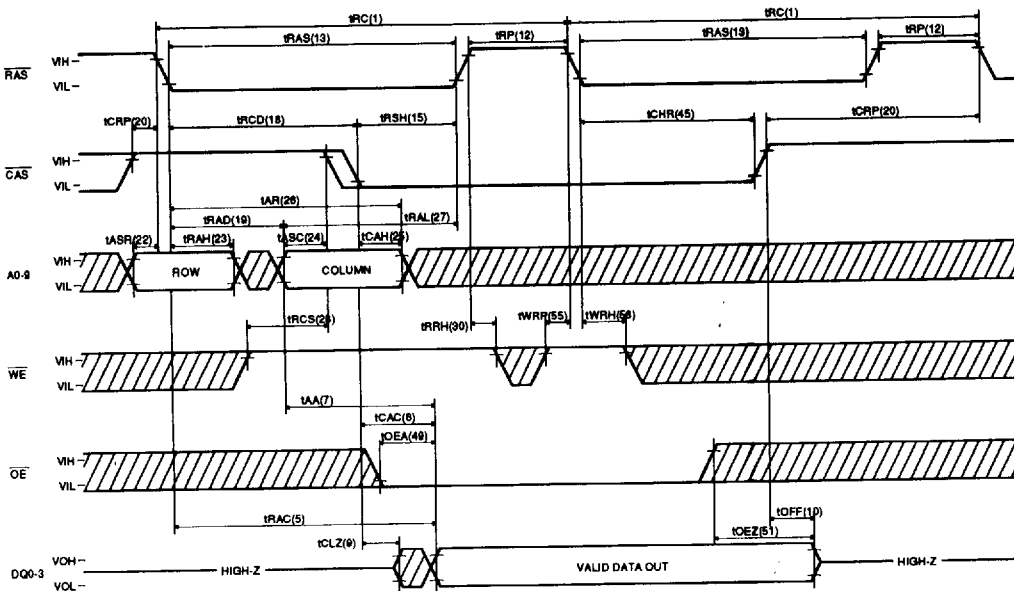 tRC(1) tRC(1)
tRAS(13) tRP(12) tRAS(13) tRP(12)
RAS VIH
VIL
tCRP(20) tRCD(18) tRSH(15) tCHR(45) tCRP(20)
CAS VIH
VIL
tAR(26)
tRAD(19) tRAL(27)
tASR(22) tRAH(23) tASC(24) tCAH(25)
A0-9 VIH
VIL
ROW COLUMN
tRCS(28) tRRH(30) tWRP(55) tWRH(56)
WE VIH
VIL
tAA(7)
tCAC(6)
tOEA(49)
OE VIH
VIL
tRAC(5) tOFF(10)
tCLZ(9) tOEZ(51)
DQ0-3 VOH
VOL
HIGH-Z VALID DATA OUT HIGH-Z